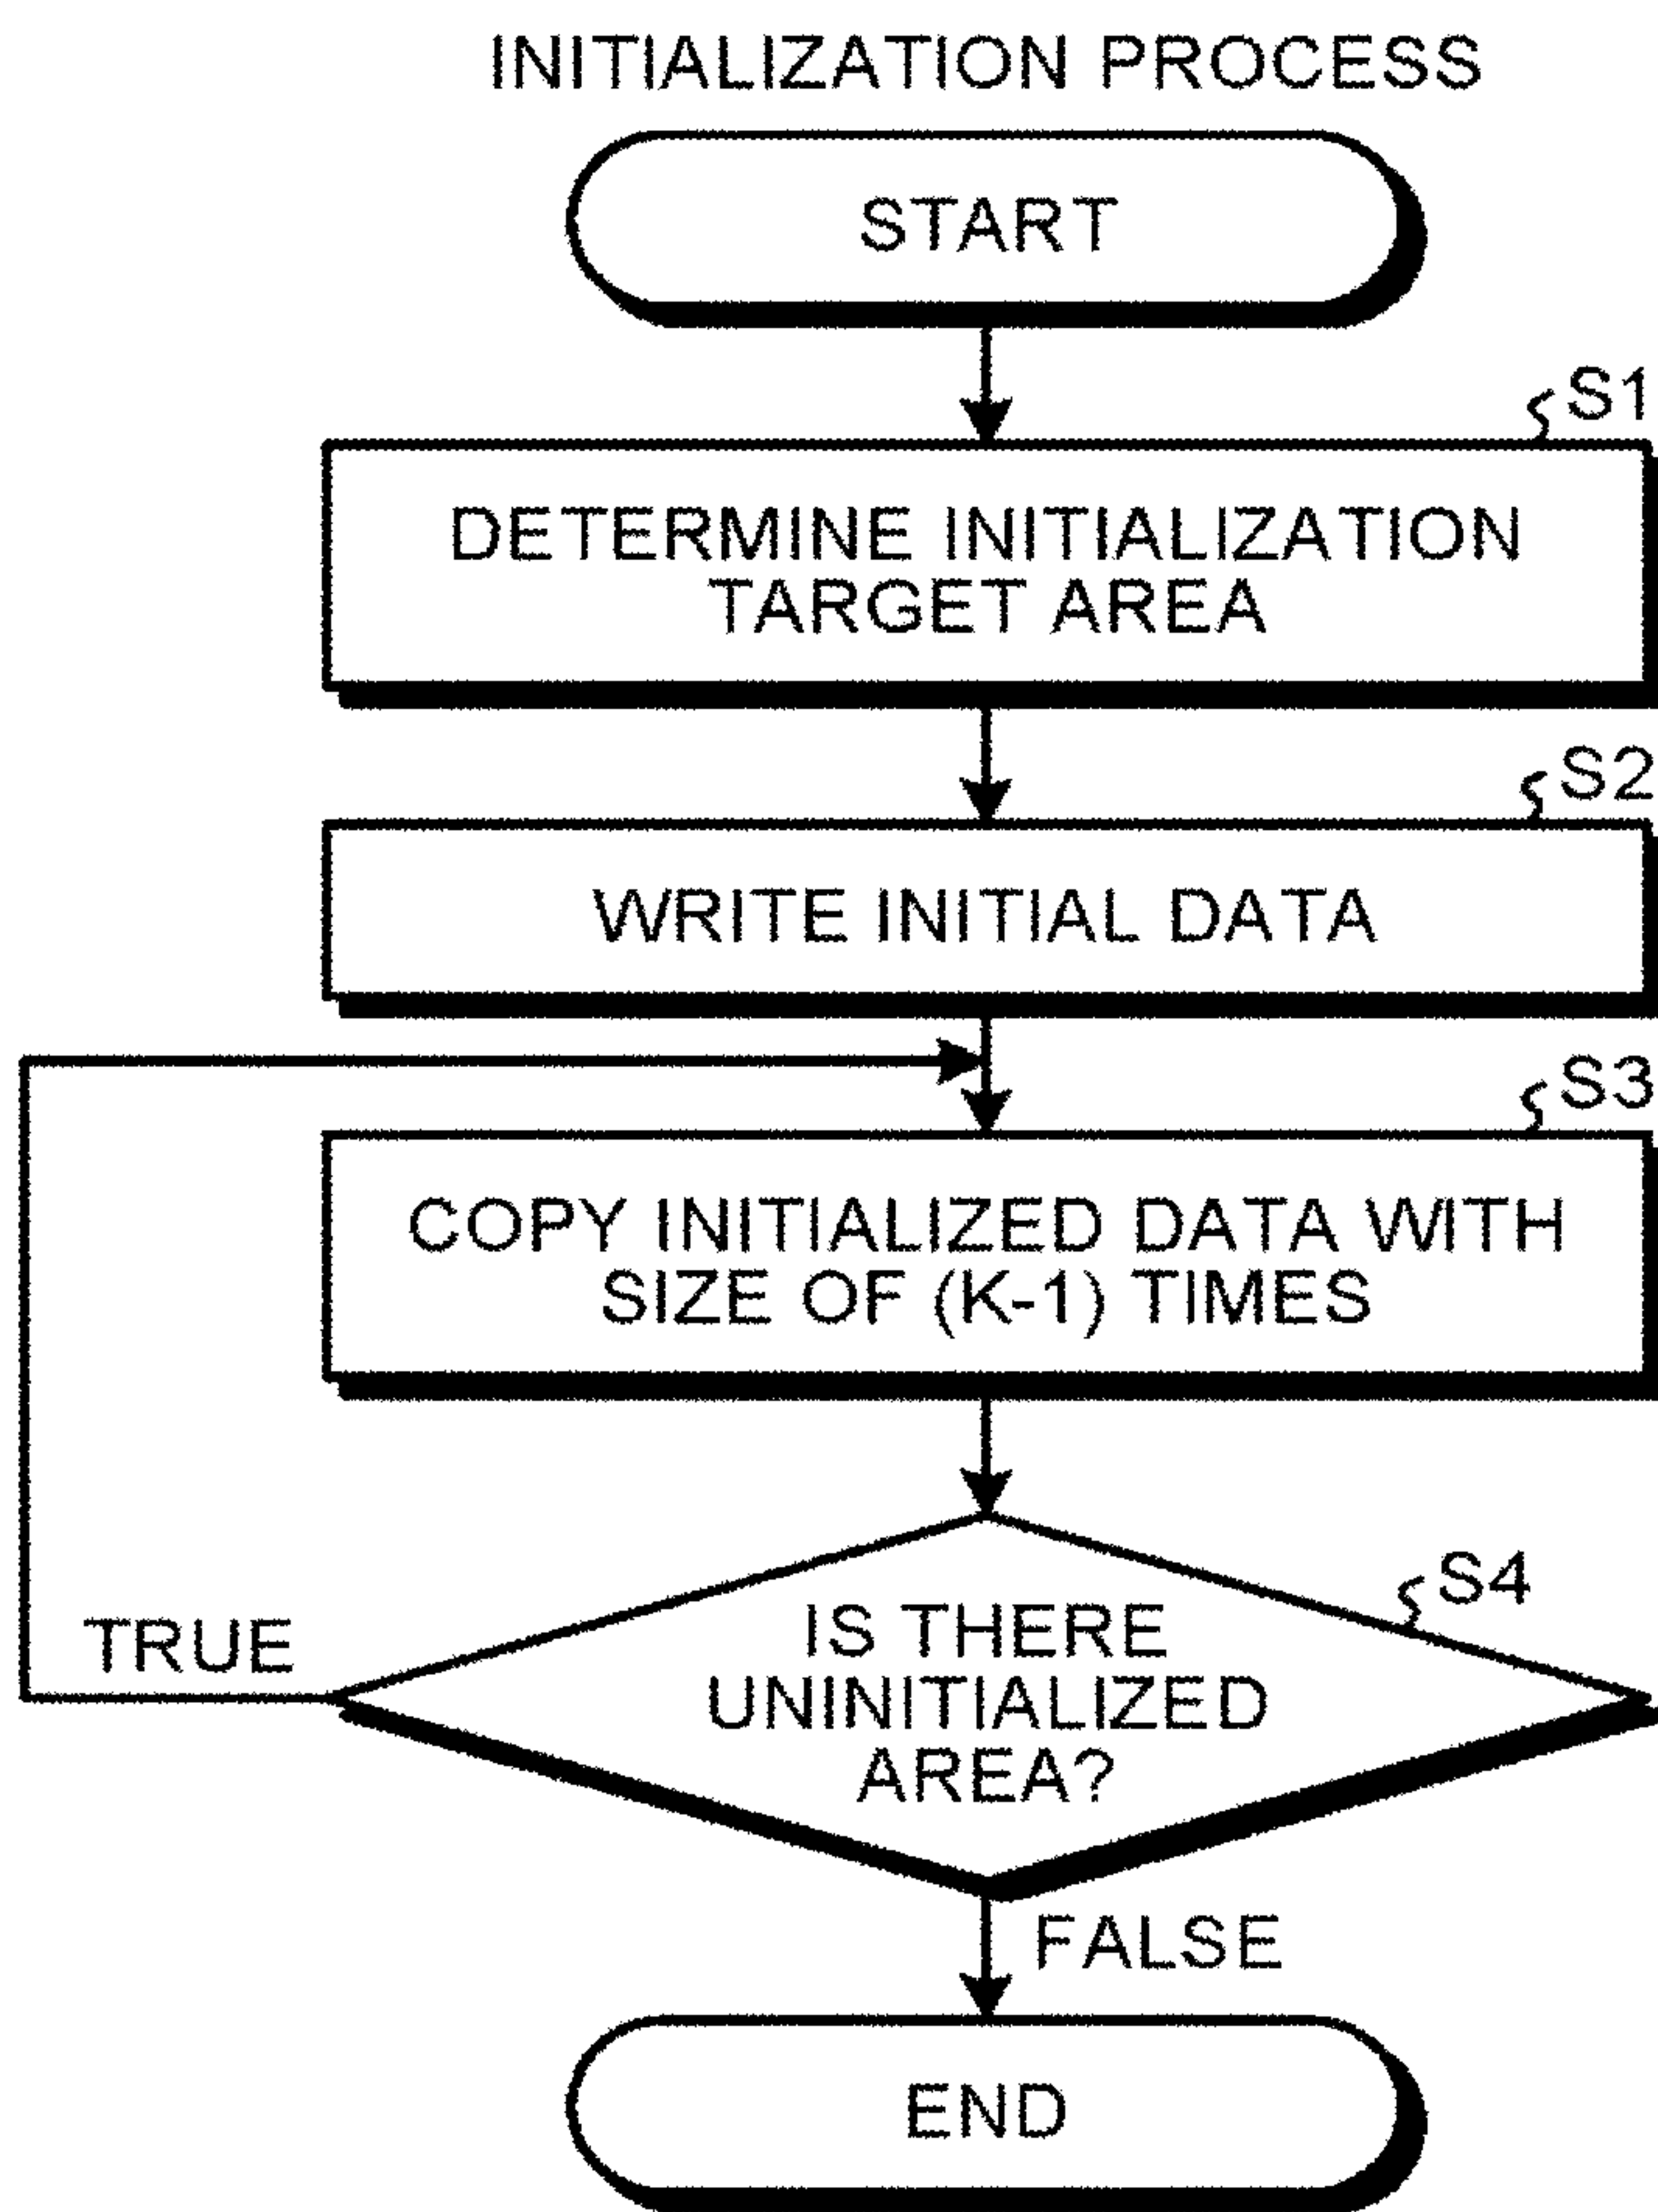 INITIALIZATION PROCESS
START
S1
DETERMINE INITIALIZATION
TARGET AREA
S2
WRITE INITIAL DATA
S3
COPY INITIALIZED DATA WITH
SIZE OF (K-1) TIMES
S4
IS THERE
UNINITIALIZED
AREA?
TRUE
FALSE
END